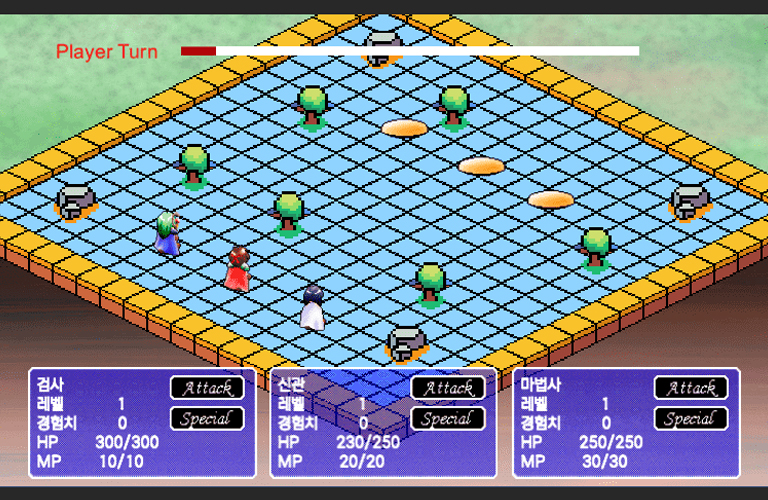 Player Turn
검사
Attack
레벨 1
경험치 0
Special
HP 300/300
MP 10/10
신관
Attack
레벨 1
경험치 0
Special
HP 230/250
MP 20/20
마법사
Attack
레벨 1
경험치 0
Special
HP 250/250
MP 30/30